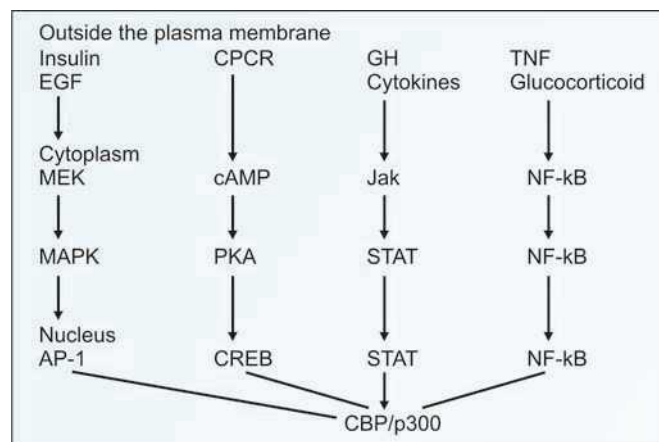 Outside the plasma membrane
Insulin CPCR GH TNF
EGF Cytokines Glucocorticoid
Cytoplasm
MEK cAMP Jak NF-kB
MAPK PKA STAT NF-kB
Nucleus
AP-1 CREB STAT NF-kB
CBP/p300